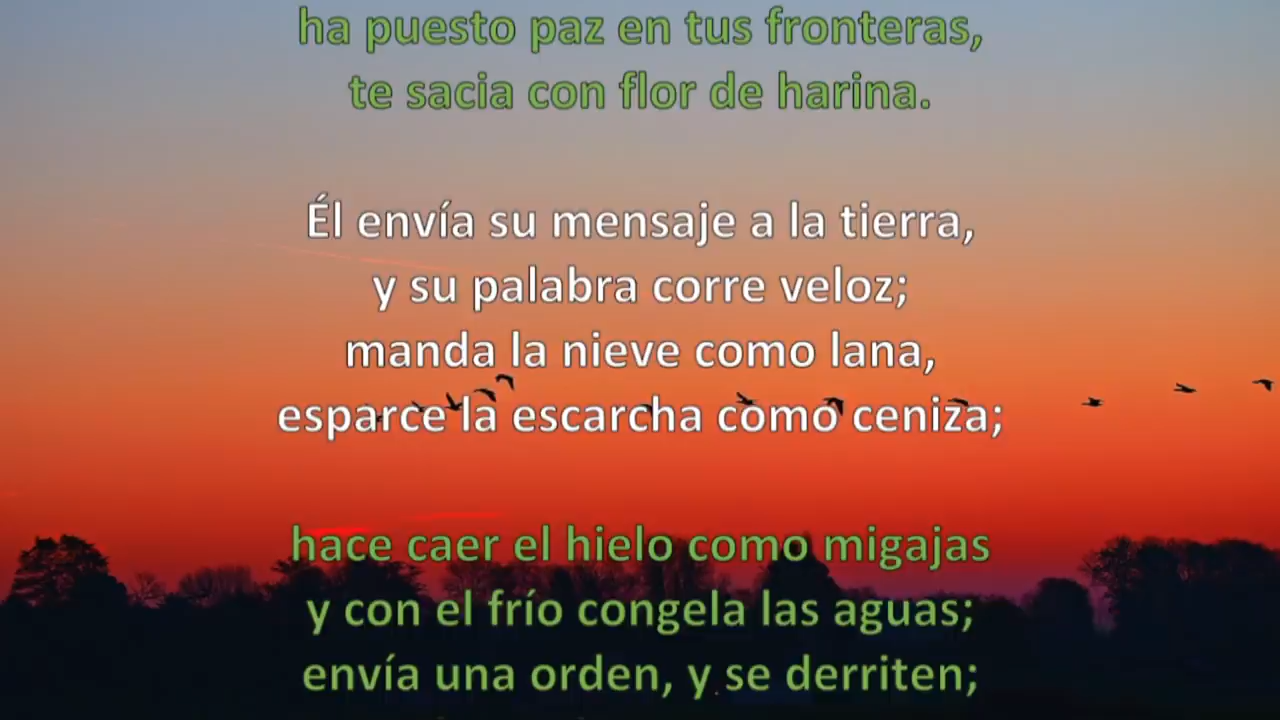 ha puesto paz en tus fronteras,
te sacia con flor de harina.
Él envía su mensaje a la tierra,
y su palabra corre veloz;
manda la nieve como lana,
esparce la escarcha como ceniza;
hace caer el hielo como migajas
y con el frío congela las aguas;
envía una orden, y se derriten;